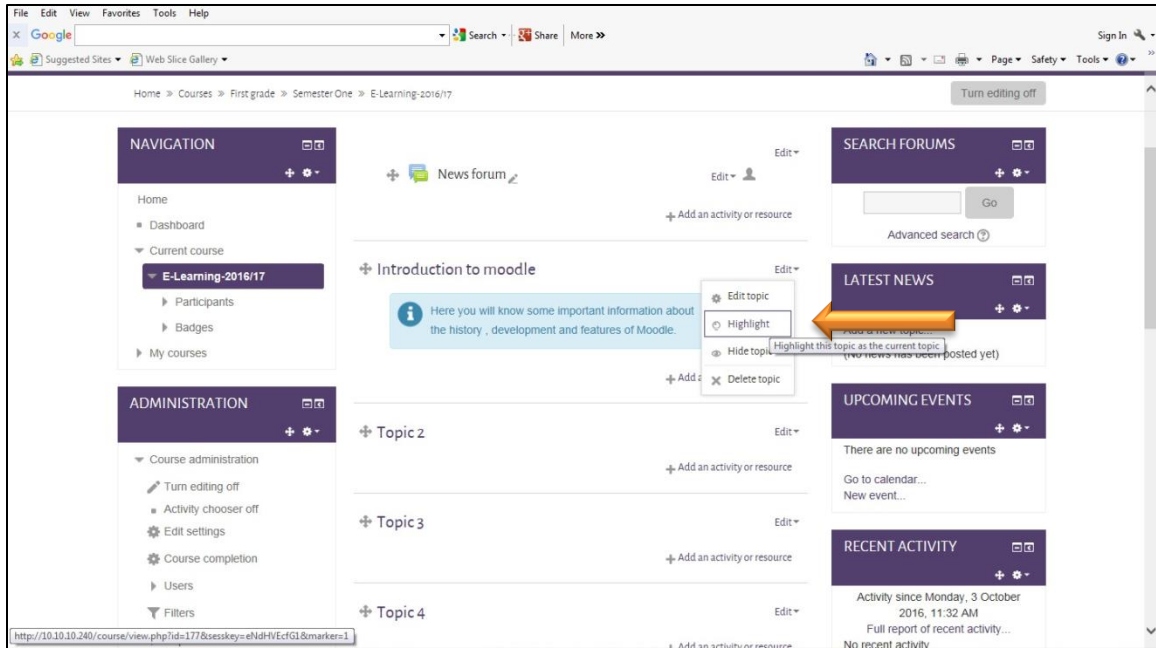 File Edit View Favorites Tools Help
x Google Search Share More »
Sign In
Suggested Sites Web Slice Gallery
Page Safety Tools
Home » Courses » First grade » Semester One » E-Learning-2016/17
Turn editing off
NAVIGATION
Home
Dashboard
Current course
E-Learning-2016/17
Participants
Badges
My courses
ADMINISTRATION
Course administration
Turn editing off
Activity chooser off
Edit settings
Course completion
Users
Filters
Edit
News forum
Edit
Add an activity or resource
Introduction to moodle
Edit
Here you will know some important information about
the history , development and features of Moodle.
Edit topic
Highlight
Highlight this topic as the current topic
Hide topic
Delete topic
Add a
Topic 2
Edit
Add an activity or resource
Topic 3
Edit
Add an activity or resource
Topic 4
Edit
Add an activity or resource
SEARCH FORUMS
Go
Advanced search
LATEST NEWS
Add a new topic...
(No news has been posted yet)
UPCOMING EVENTS
There are no upcoming events
Go to calendar...
New event...
RECENT ACTIVITY
Activity since Monday, 3 October
2016, 11:32 AM
Full report of recent activity...
No recent activity
http://10.10.10.240/course/view.php?id=177&sesskey=eNdHVEcfG1&marker=1